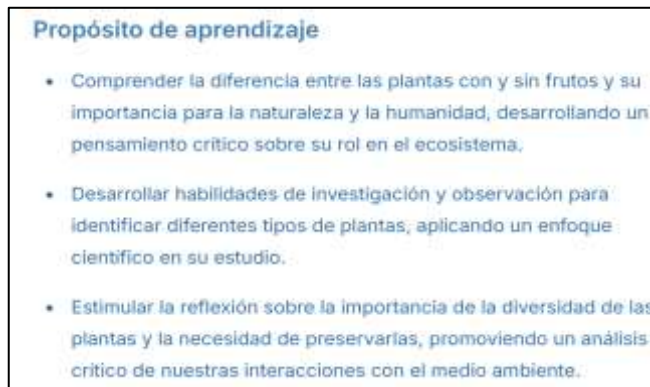 Propósito de aprendizaje
• Comprender la diferencia entre las plantas con y sin frutos y su
importancia para la naturaleza y la humanidad, desarrollando un
pensamiento crítico sobre su rol en el ecosistema.
• Desarrollar habilidades de investigación y observación para
identificar diferentes tipos de plantas, aplicando un enfoque
científico en su estudio.
• Estimular la reflexión sobre la importancia de la diversidad de las
plantas y la necesidad de preservarlas, promoviendo un análisis
crítico de nuestras interacciones con el medio ambiente.